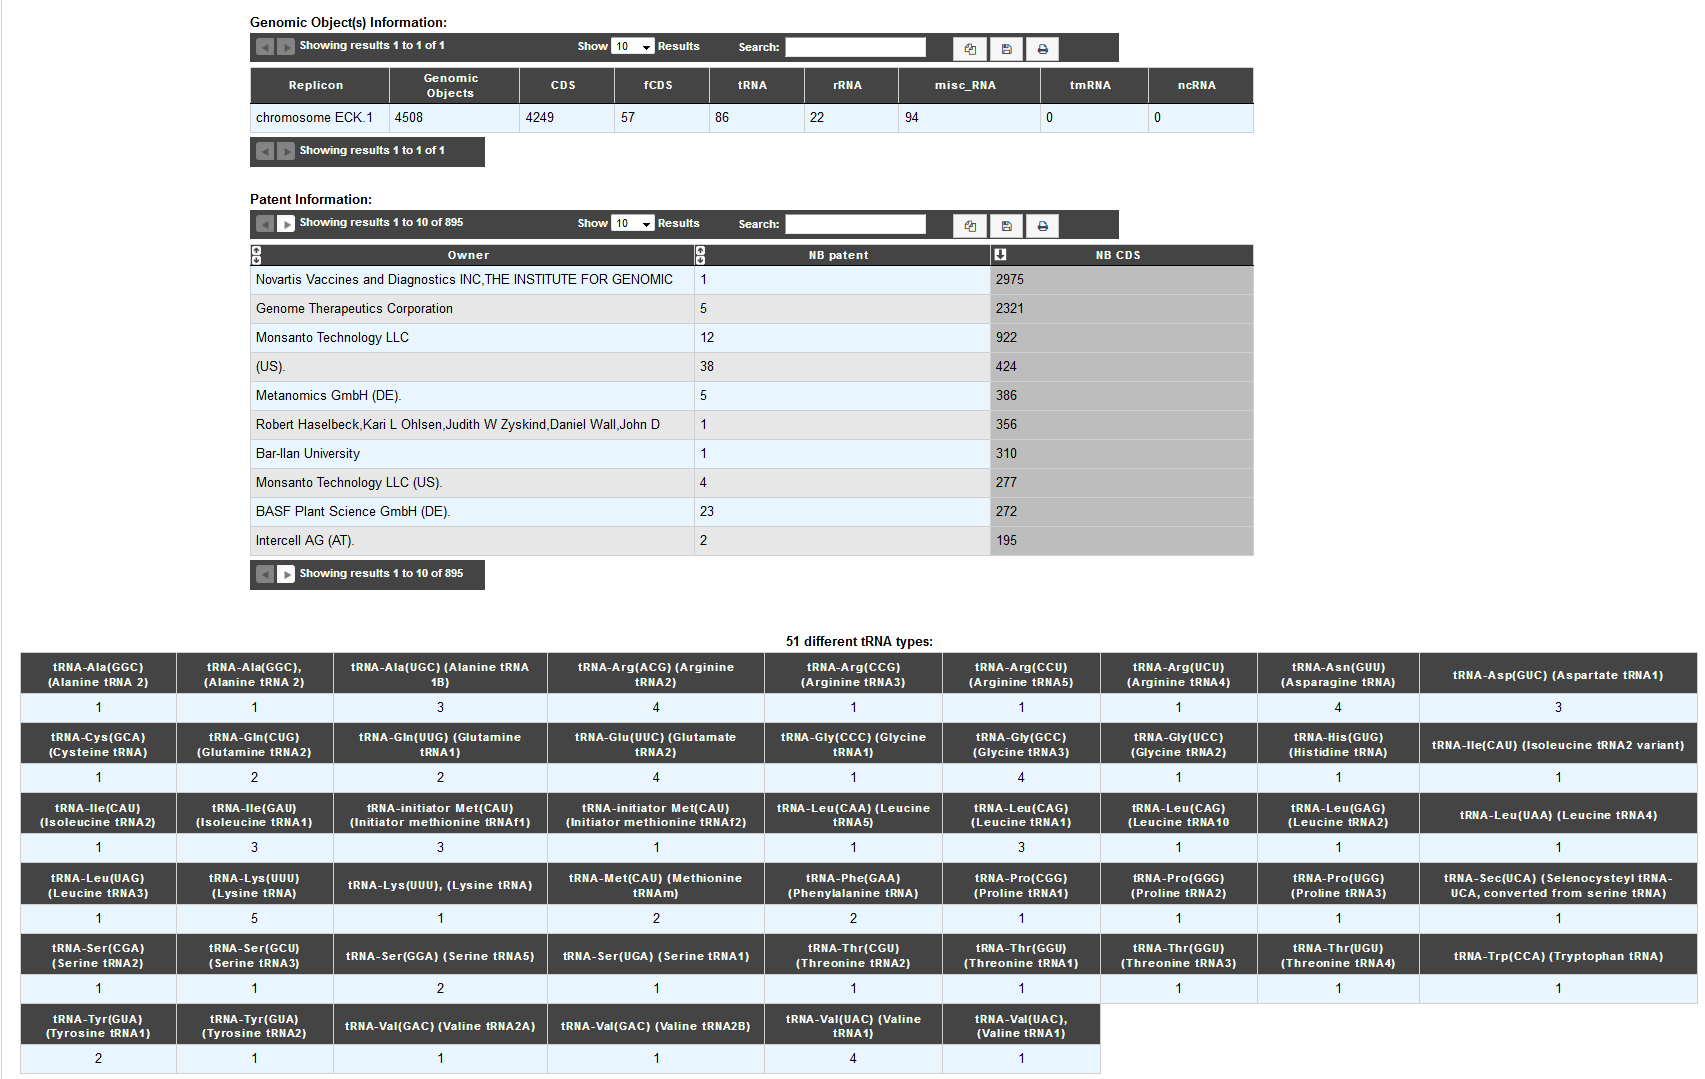 Genomic Object(s) Information:
Showing results 1 to 1 of 1 Show 10 Results Search:
Replicon Genomic Objects CDS fCDS tRNA rRNA misc_RNA tmRNA ncRNA
chromosome ECK.1 4508 4249 57 86 22 94 0 0
Showing results 1 to 1 of 1
Patent Information:
Showing results 1 to 10 of 895 Show 10 Results Search:
Owner NB patent NB CDS
Novartis Vaccines and Diagnostics INC,THE INSTITUTE FOR GENOMIC 1 2975
Genome Therapeutics Corporation 5 2321
Monsanto Technology LLC 12 922
(US). 38 424
Metanomics GmbH (DE). 5 386
Robert Haselbeck,Kari L Ohlsen,Judith W Zyskind,Daniel Wall,John D 1 356
Bar-Ilan University 1 310
Monsanto Technology LLC (US). 4 277
BASF Plant Science GmbH (DE). 23 272
Intercell AG (AT). 2 195
Showing results 1 to 10 of 895
51 different tRNA types:
tRNA-Ala(GGC) (Alanine tRNA 2) tRNA-Ala(GGC), (Alanine tRNA 2) tRNA-Ala(UGC) (Alanine tRNA 1B) tRNA-Arg(ACG) (Arginine tRNA2) tRNA-Arg(CCG) (Arginine tRNA3) tRNA-Arg(CCU) (Arginine tRNA5) tRNA-Arg(UCU) (Arginine tRNA4) tRNA-Asn(GUU) (Asparagine tRNA) tRNA-Asp(GUC) (Aspartate tRNA1)
1 1 3 4 1 1 1 4 3
tRNA-Cys(GCA) (Cysteine tRNA) tRNA-Gln(CUG) (Glutamine tRNA2) tRNA-Gln(UUG) (Glutamine tRNA1) tRNA-Glu(UUC) (Glutamate tRNA2) tRNA-Gly(CCC) (Glycine tRNA1) tRNA-Gly(GCC) (Glycine tRNA3) tRNA-Gly(UCC) (Glycine tRNA2) tRNA-His(GUG) (Histidine tRNA) tRNA-Ile(CAU) (Isoleucine tRNA2 variant)
1 2 2 4 1 4 1 1 1
tRNA-Ile(CAU) (Isoleucine tRNA2) tRNA-Ile(GAU) (Isoleucine tRNA1) tRNA-initiator Met(CAU) (Initiator methionine tRNAf1) tRNA-initiator Met(CAU) (Initiator methionine tRNAf2) tRNA-Leu(CAA) (Leucine tRNA5) tRNA-Leu(CAG) (Leucine tRNA1) tRNA-Leu(CAG) (Leucine tRNA10 tRNA-Leu(GAG) (Leucine tRNA2) tRNA-Leu(UAA) (Leucine tRNA4)
1 3 3 1 1 3 1 1 1
tRNA-Leu(UAG) (Leucine tRNA3) tRNA-Lys(UUU) (Lysine tRNA) tRNA-Lys(UUU), (Lysine tRNA) tRNA-Met(CAU) (Methionine tRNAm) tRNA-Phe(GAA) (Phenylalanine tRNA) tRNA-Pro(CGG) (Proline tRNA1) tRNA-Pro(GGG) (Proline tRNA2) tRNA-Pro(UGG) (Proline tRNA3) tRNA-Sec(UCA) (Selenocysteyl tRNA-UCA, converted from serine tRNA)
1 5 1 2 2 1 1 1 1
tRNA-Ser(CGA) (Serine tRNA2) tRNA-Ser(GCU) (Serine tRNA3) tRNA-Ser(GGA) (Serine tRNA5) tRNA-Ser(UGA) (Serine tRNA1) tRNA-Thr(CGU) (Threonine tRNA2) tRNA-Thr(GGU) (Threonine tRNA1) tRNA-Thr(GGU) (Threonine tRNA3) tRNA-Thr(UGU) (Threonine tRNA4) tRNA-Trp(CCA) (Tryptophan tRNA)
1 1 2 1 1 1 1 1 1
tRNA-Tyr(GUA) (Tyrosine tRNA1) tRNA-Tyr(GUA) (Tyrosine tRNA2) tRNA-Val(GAC) (Valine tRNA2A) tRNA-Val(GAC) (Valine tRNA2B) tRNA-Val(UAC) (Valine tRNA1) tRNA-Val(UAC), (Valine tRNA1)
2 1 1 1 4 1